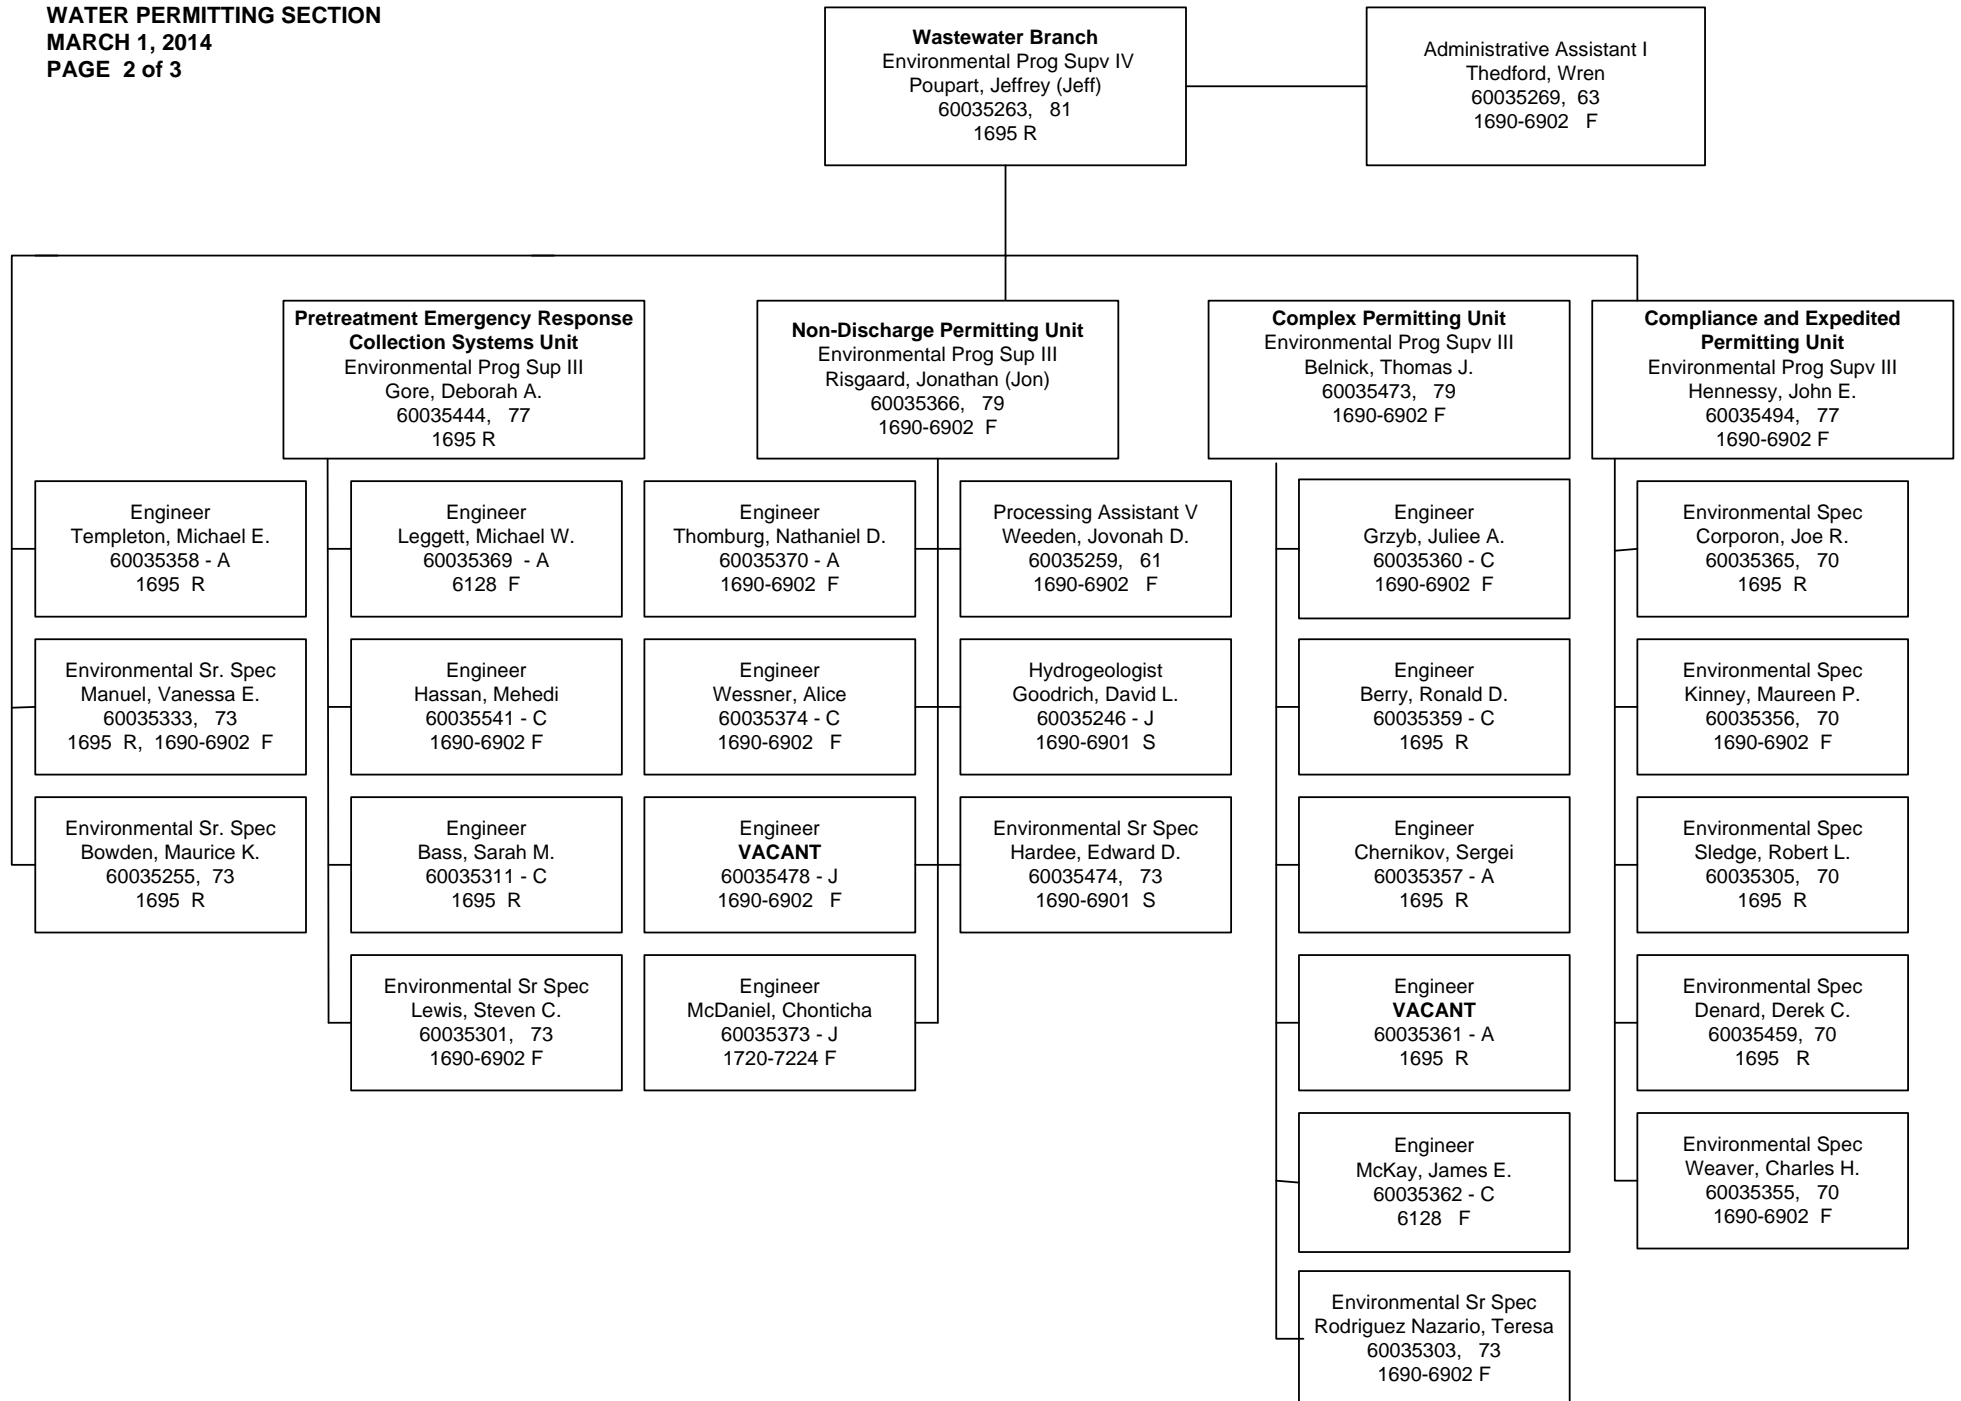 WATER PERMITTING SECTION
MARCH 1, 2014
PAGE 2 of 3
Wastewater Branch
Environmental Prog Supv IV
Poupart, Jeffrey (Jeff)
60035263, 81
1695 R
Administrative Assistant I
Thedford, Wren
60035269, 63
1690-6902 F
Pretreatment Emergency Response
Collection Systems Unit
Environmental Prog Sup III
Gore, Deborah A.
60035444, 77
1695 R
Non-Discharge Permitting Unit
Environmental Prog Sup III
Risgaard, Jonathan (Jon)
60035366, 79
1690-6902 F
Complex Permitting Unit
Environmental Prog Supv III
Belnick, Thomas J.
60035473, 79
1690-6902 F
Compliance and Expedited
Permitting Unit
Environmental Prog Supv III
Hennessy, John E.
60035494, 77
1690-6902 F
Engineer
Templeton, Michael E.
60035358 - A
1695 R
Environmental Sr. Spec
Manuel, Vanessa E.
60035333, 73
1695 R, 1690-6902 F
Environmental Sr. Spec
Bowden, Maurice K.
60035255, 73
1695 R
Engineer
Leggett, Michael W.
60035369 - A
6128 F
Engineer
Hassan, Mehedi
60035541 - C
1690-6902 F
Engineer
Bass, Sarah M.
60035311 - C
1695 R
Environmental Sr Spec
Lewis, Steven C.
60035301, 73
1690-6902 F
Engineer
Thomburg, Nathaniel D.
60035370 - A
1690-6902 F
Engineer
Wessner, Alice
60035374 - C
1690-6902 F
Engineer
VACANT
60035478 - J
1690-6902 F
Engineer
McDaniel, Chonticha
60035373 - J
1720-7224 F
Processing Assistant V
Weeden, Jovonah D.
60035259, 61
1690-6902 F
Hydrogeologist
Goodrich, David L.
60035246 - J
1690-6901 S
Environmental Sr Spec
Hardee, Edward D.
60035474, 73
1690-6901 S
Engineer
Grzyb, Juliee A.
60035360 - C
1690-6902 F
Engineer
Berry, Ronald D.
60035359 - C
1695 R
Engineer
Chernikov, Sergei
60035357 - A
1695 R
Engineer
VACANT
60035361 - A
1695 R
Engineer
McKay, James E.
60035362 - C
6128 F
Environmental Sr Spec
Rodriguez Nazario, Teresa
60035303, 73
1690-6902 F
Environmental Spec
Corporon, Joe R.
60035365, 70
1695 R
Environmental Spec
Kinney, Maureen P.
60035356, 70
1690-6902 F
Environmental Spec
Sledge, Robert L.
60035305, 70
1695 R
Environmental Spec
Denard, Derek C.
60035459, 70
1695 R
Environmental Spec
Weaver, Charles H.
60035355, 70
1690-6902 F